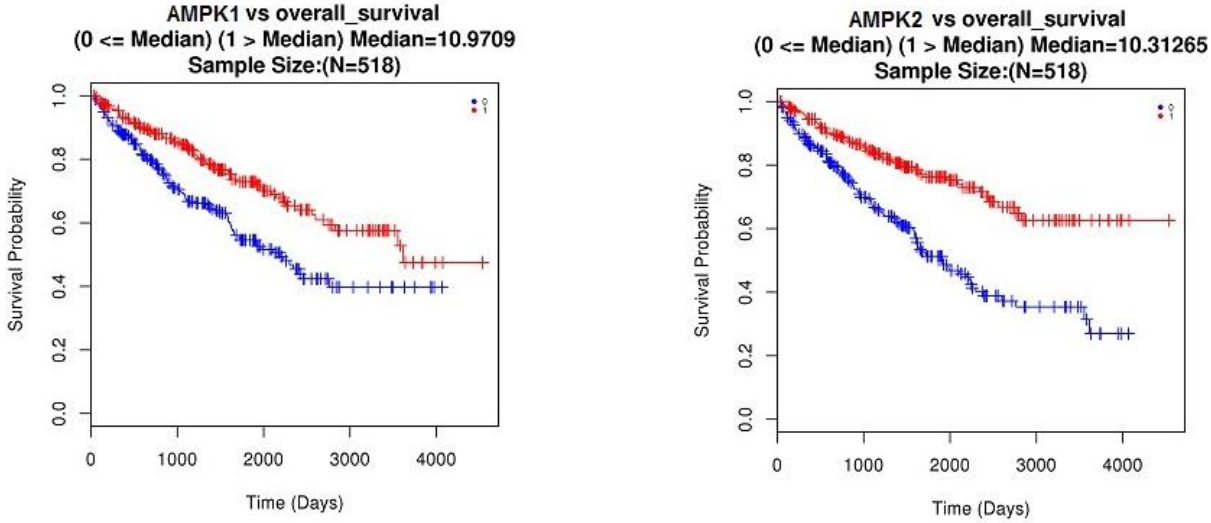 AMPK1 vs overall_survival
(0 <= Median) (1 > Median) Median=10.9709
Sample Size:(N=518)
0
1
1.0
0.8
0.6
0.4
0.2
0.0
Survival Probability
0 1000 2000 3000 4000
Time (Days)
AMPK2 vs overall_survival
(0 <= Median) (1 > Median) Median=10.31265
Sample Size:(N=518)
0
1
1.0
0.8
0.6
0.4
0.2
0.0
Survival Probability
0 1000 2000 3000 4000
Time (Days)